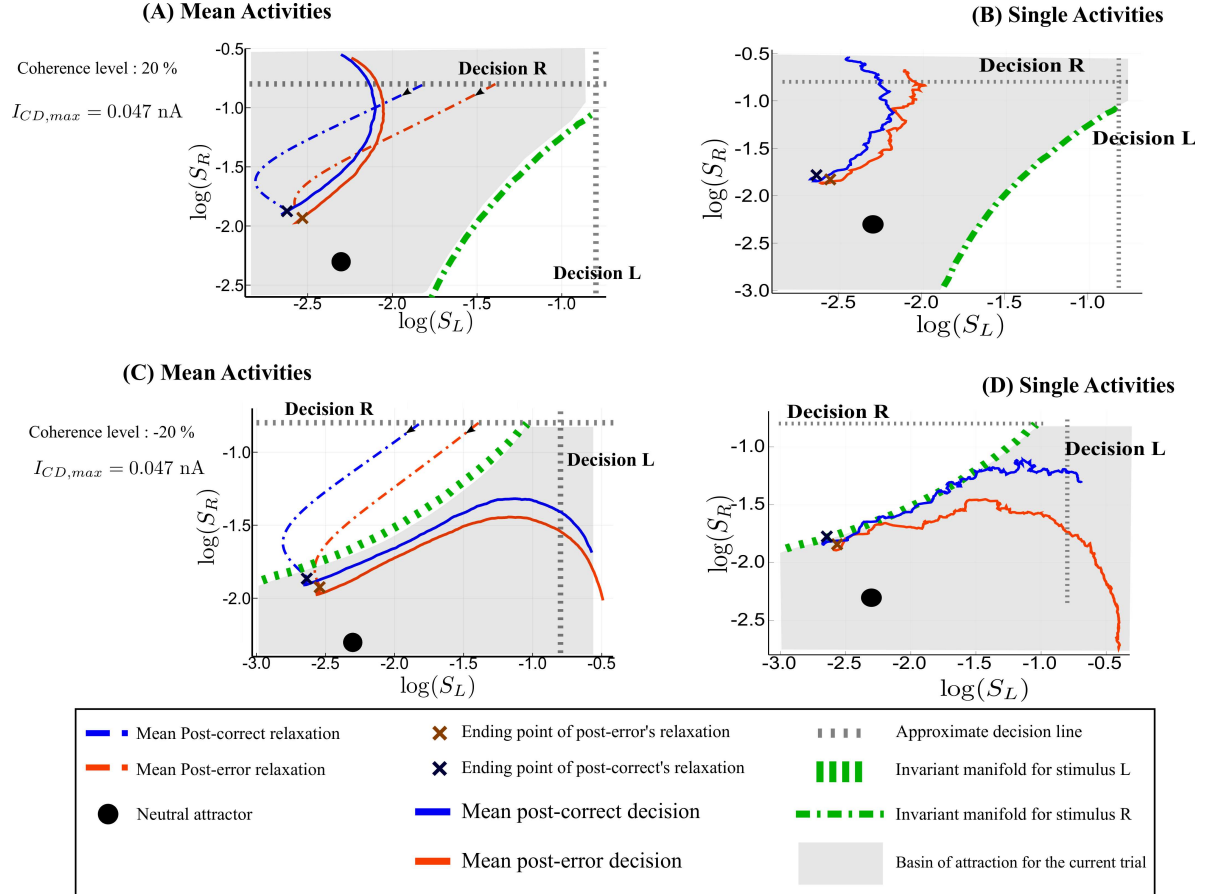 (A) Mean Activities
(B) Single Activities
Coherence level : 20 %
I_{CD,max} = 0.047 nA
Decision R
Decision L
-0.5
-1.0
-1.5
-2.0
-2.5
log(S_R)
-2.5 -2.0 -1.5 -1.0
log(S_L)
Decision R
Decision L
-0.5
-1.0
-1.5
-2.0
-2.5
-3.0
log(S_R)
-2.5 -2.0 -1.5 -1.0
log(S_L)
(C) Mean Activities
(D) Single Activities
Coherence level : -20 %
I_{CD,max} = 0.047 nA
Decision R
Decision L
-1.0
-1.5
-2.0
log(S_R)
-3.0 -2.5 -2.0 -1.5 -1.0 -0.5
log(S_L)
Decision R
Decision L
-1.0
-1.5
-2.0
-2.5
log(S_R)
-3.0 -2.5 -2.0 -1.5 -1.0 -0.5
log(S_L)
Mean Post-correct relaxation
Mean Post-error relaxation
Neutral attractor
Ending point of post-error's relaxation
Ending point of post-correct's relaxation
Mean post-correct decision
Mean post-error decision
Approximate decision line
Invariant manifold for stimulus L
Invariant manifold for stimulus R
Basin of attraction for the current trial